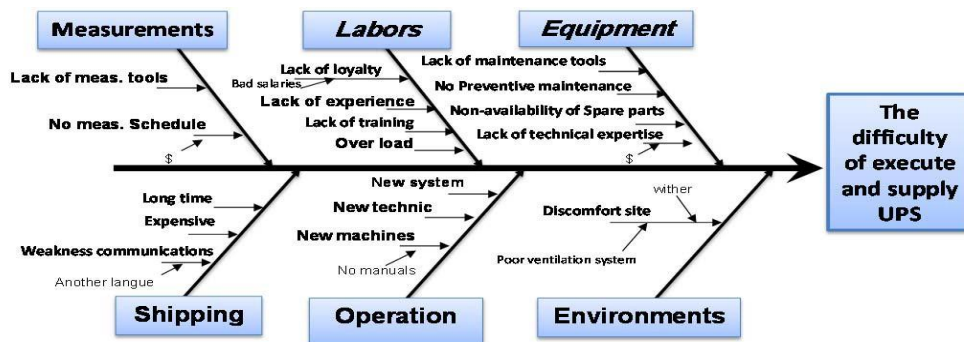 Measurements
Labors
Equipment
Lack of meas. tools
No meas. Schedule
$
Lack of loyalty
Bad salaries
Lack of experience
Lack of training
Over load
Lack of maintenance tools
No Preventive maintenance
Non-availability of Spare parts
Lack of technical expertise
$
The
difficulty
of execute
and supply
UPS
Long time
Expensive
Weakness communications
Another langue
New system
New technic
New machines
No manuals
wither
Discomfort site
Poor ventilation system
Shipping
Operation
Environments